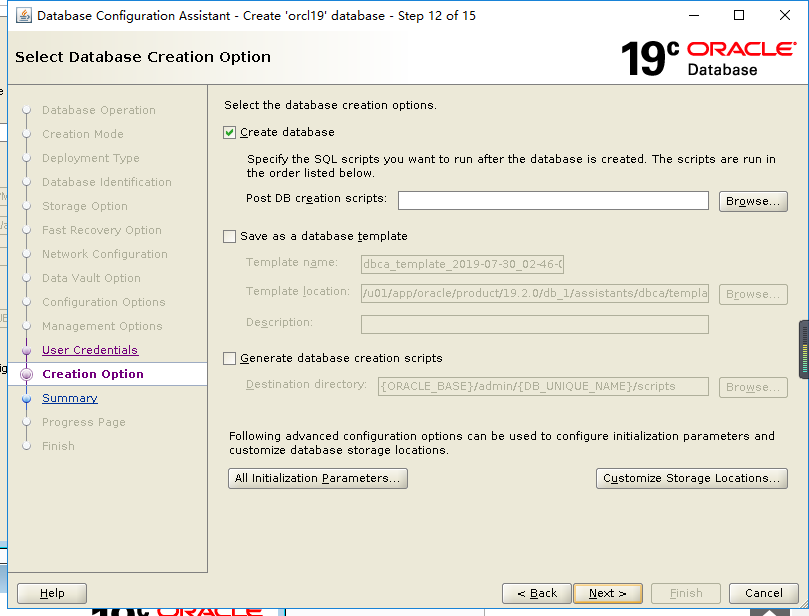 Database Configuration Assistant - Create 'orcl19' database - Step 12 of 15
Select Database Creation Option
19c ORACLE®
Database
Database Operation
Creation Mode
Deployment Type
Database Identification
Storage Option
Fast Recovery Option
Network Configuration
Data Vault Option
Configuration Options
Management Options
User Credentials
Creation Option
Summary
Progress Page
Finish
Select the database creation options.
Create database
Specify the SQL scripts you want to run after the database is created. The scripts are run in
the order listed below.
Post DB creation scripts:
Browse...
Save as a database template
Template name:
dbca_template_2019-07-30_02-46-0
Template location:
/u01/app/oracle/product/19.2.0/db_1/assistants/dbca/templa
Browse...
Description:
Generate database creation scripts
Destination directory:
{ORACLE_BASE}/admin/{DB_UNIQUE_NAME}/scripts
Browse...
Following advanced configuration options can be used to configure initialization parameters and
customize database storage locations.
All Initialization Parameters...
Customize Storage Locations...
Help
< Back
Next >
Finish
Cancel